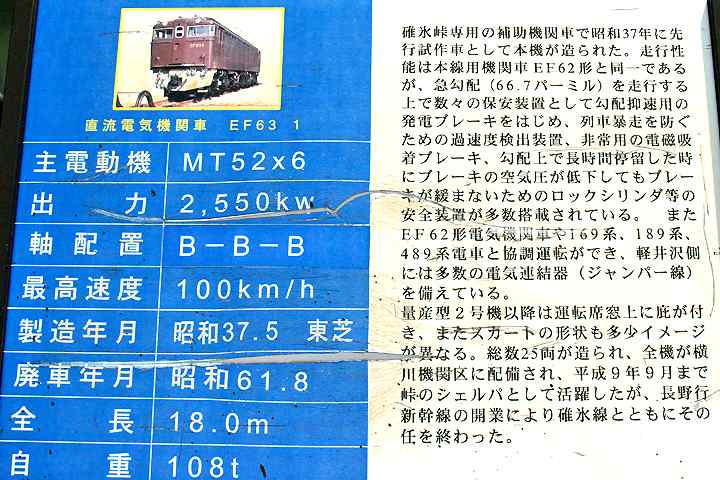 直流電気機関車　EF63 1
主電動機　MT52x6
出力　2,550kw
軸配置　B－B－B
最高速度　100km/h
製造年月　昭和37.5　東芝
廃車年月　昭和61.8
全長　18.0m
自重　108t
碓氷峠専用の補助機関車で昭和37年に先
行試作車として本機が造られた。走行性
能は本線用機関車EF62形と同一である
が、急勾配（66.7パーミル）を走行する
上で数々の保安装置として勾配抑速用の
発電ブレーキをはじめ、列車暴走を防ぐ
ための過速度検出装置、非常用の電磁吸
着ブレーキ、勾配上で長時間停留した時
にブレーキの空気圧が低下してもブレー
キが緩まないためのロックシリンダ等の
安全装置が多数搭載されている。　また
EF62形電気機関車や169系、189系、
489系電車と協調運転ができ、軽井沢側
には多数の電気連結器（ジャンパー線）
を備えている。
量産型２号機以降は運転席窓上に庇が付
き、またスカートの形状も多少イメージ
が異なる。総数25両が造られ、全機が横
川機関区に配備され、平成９年９月まで
峠のシェルパとして活躍したが、長野行
新幹線の開業により碓氷線とともにその
任を終わった。